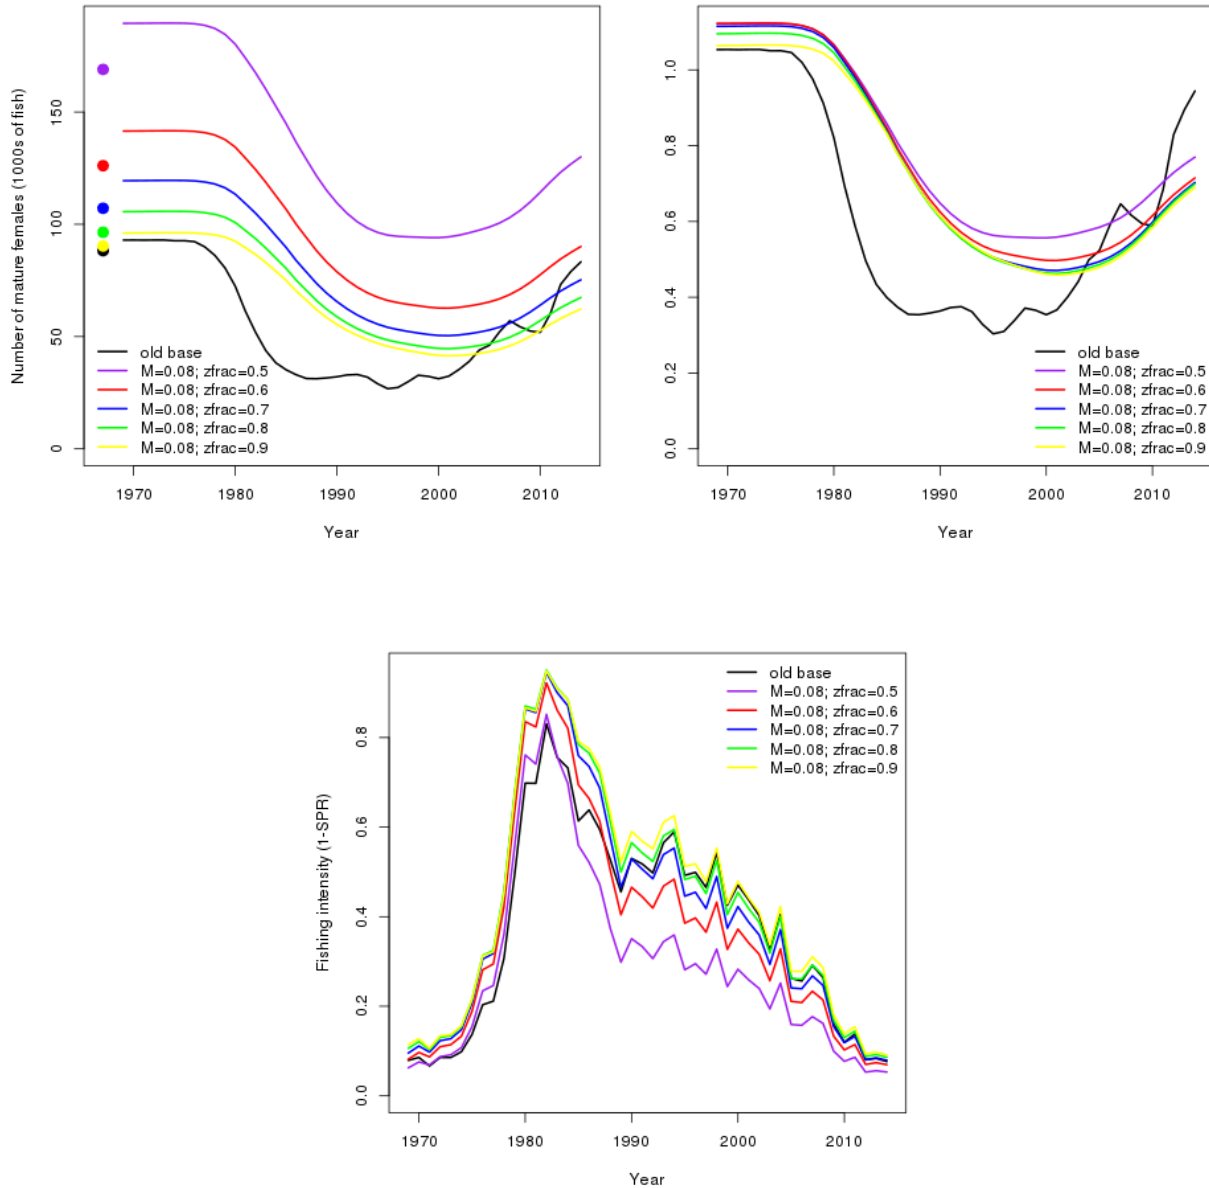 Number of mature females (1000s of fish)
150
100
50
0
old base
M=0.08; zfrac=0.5
M=0.08; zfrac=0.6
M=0.08; zfrac=0.7
M=0.08; zfrac=0.8
M=0.08; zfrac=0.9
1970 1980 1990 2000 2010
Year
1.0
0.8
0.6
0.4
0.2
0.0
old base
M=0.08; zfrac=0.5
M=0.08; zfrac=0.6
M=0.08; zfrac=0.7
M=0.08; zfrac=0.8
M=0.08; zfrac=0.9
1970 1980 1990 2000 2010
Year
Fishing intensity (1-SPR)
0.8
0.6
0.4
0.2
0.0
old base
M=0.08; zfrac=0.5
M=0.08; zfrac=0.6
M=0.08; zfrac=0.7
M=0.08; zfrac=0.8
M=0.08; zfrac=0.9
1970 1980 1990 2000 2010
Year